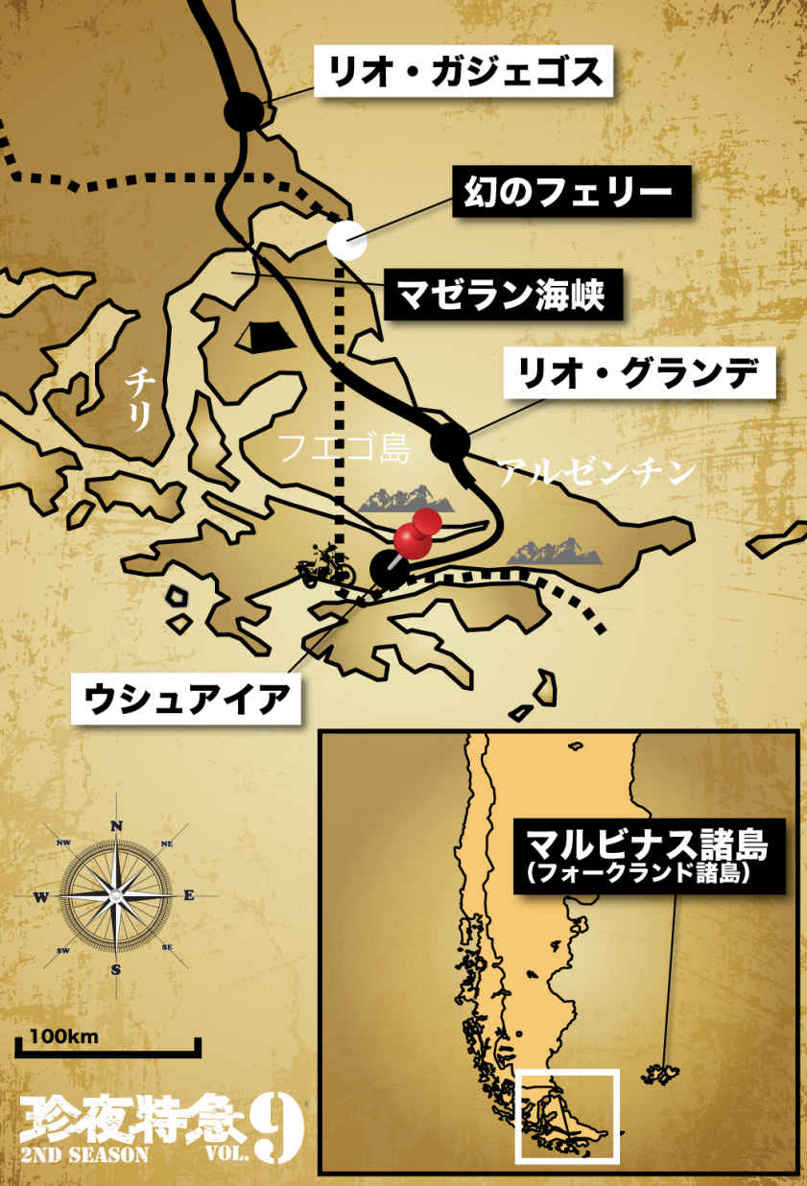 リオ・ガジェゴス
幻のフェリー
マゼラン海峡
リオ・グランデ
チリ
フエゴ島
アルゼンチン
ウシュアイア
マルビナス諸島
(フォークランド諸島)
N
NW
NE
W
E
SW
SE
S
100km
珍夜特急9
2ND SEASON VOL.